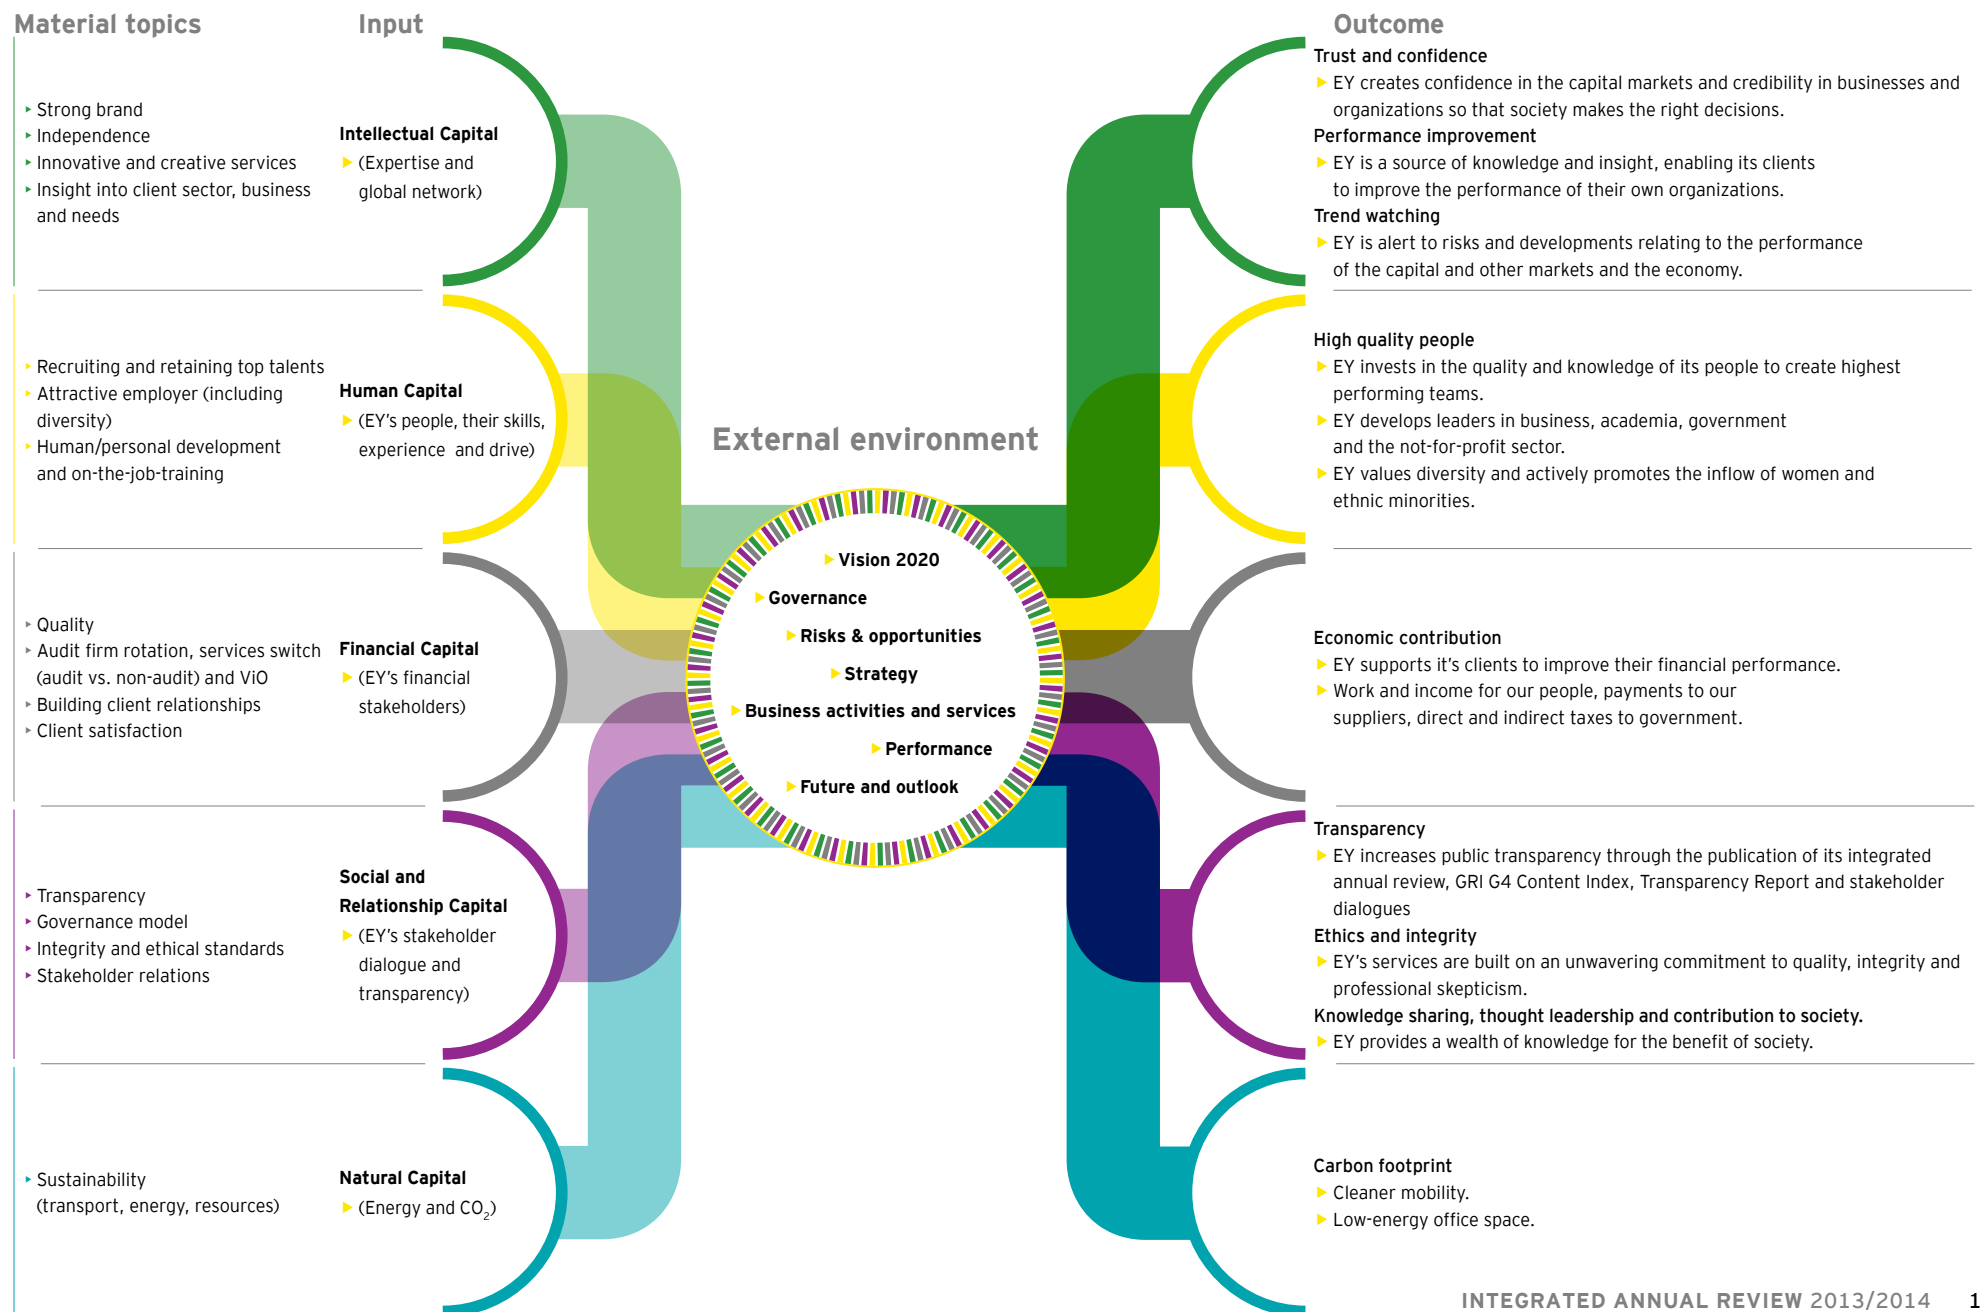 Material topics
Input
Outcome
Strong brand
Independence
Innovative and creative services
Insight into client sector, business
and needs
Intellectual Capital
(Expertise and
global network)
Trust and confidence
EY creates confidence in the capital markets and credibility in businesses and
organizations so that society makes the right decisions.
Performance improvement
EY is a source of knowledge and insight, enabling its clients
to improve the performance of their own organizations.
Trend watching
EY is alert to risks and developments relating to the performance
of the capital and other markets and the economy.
Recruiting and retaining top talents
Attractive employer (including
diversity)
Human/personal development
and on-the-job-training
Human Capital
(EY's people, their skills,
experience and drive)
High quality people
EY invests in the quality and knowledge of its people to create highest
performing teams.
EY develops leaders in business, academia, government
and the not-for-profit sector.
EY values diversity and actively promotes the inflow of women and
ethnic minorities.
External environment
Vision 2020
Governance
Risks & opportunities
Strategy
Business activities and services
Performance
Future and outlook
Quality
Audit firm rotation, services switch
(audit vs. non-audit) and ViO
Building client relationships
Client satisfaction
Financial Capital
(EY's financial
stakeholders)
Economic contribution
EY supports it's clients to improve their financial performance.
Work and income for our people, payments to our
suppliers, direct and indirect taxes to government.
Transparency
Governance model
Integrity and ethical standards
Stakeholder relations
Social and
Relationship Capital
(EY's stakeholder
dialogue and
transparency)
Transparency
EY increases public transparency through the publication of its integrated
annual review, GRI G4 Content Index, Transparency Report and stakeholder
dialogues
Ethics and integrity
EY's services are built on an unwavering commitment to quality, integrity and
professional skepticism.
Knowledge sharing, thought leadership and contribution to society.
EY provides a wealth of knowledge for the benefit of society.
Sustainability
(transport, energy, resources)
Natural Capital
(Energy and CO₂)
Carbon footprint
Cleaner mobility.
Low-energy office space.
INTEGRATED ANNUAL REVIEW 2013/2014 1